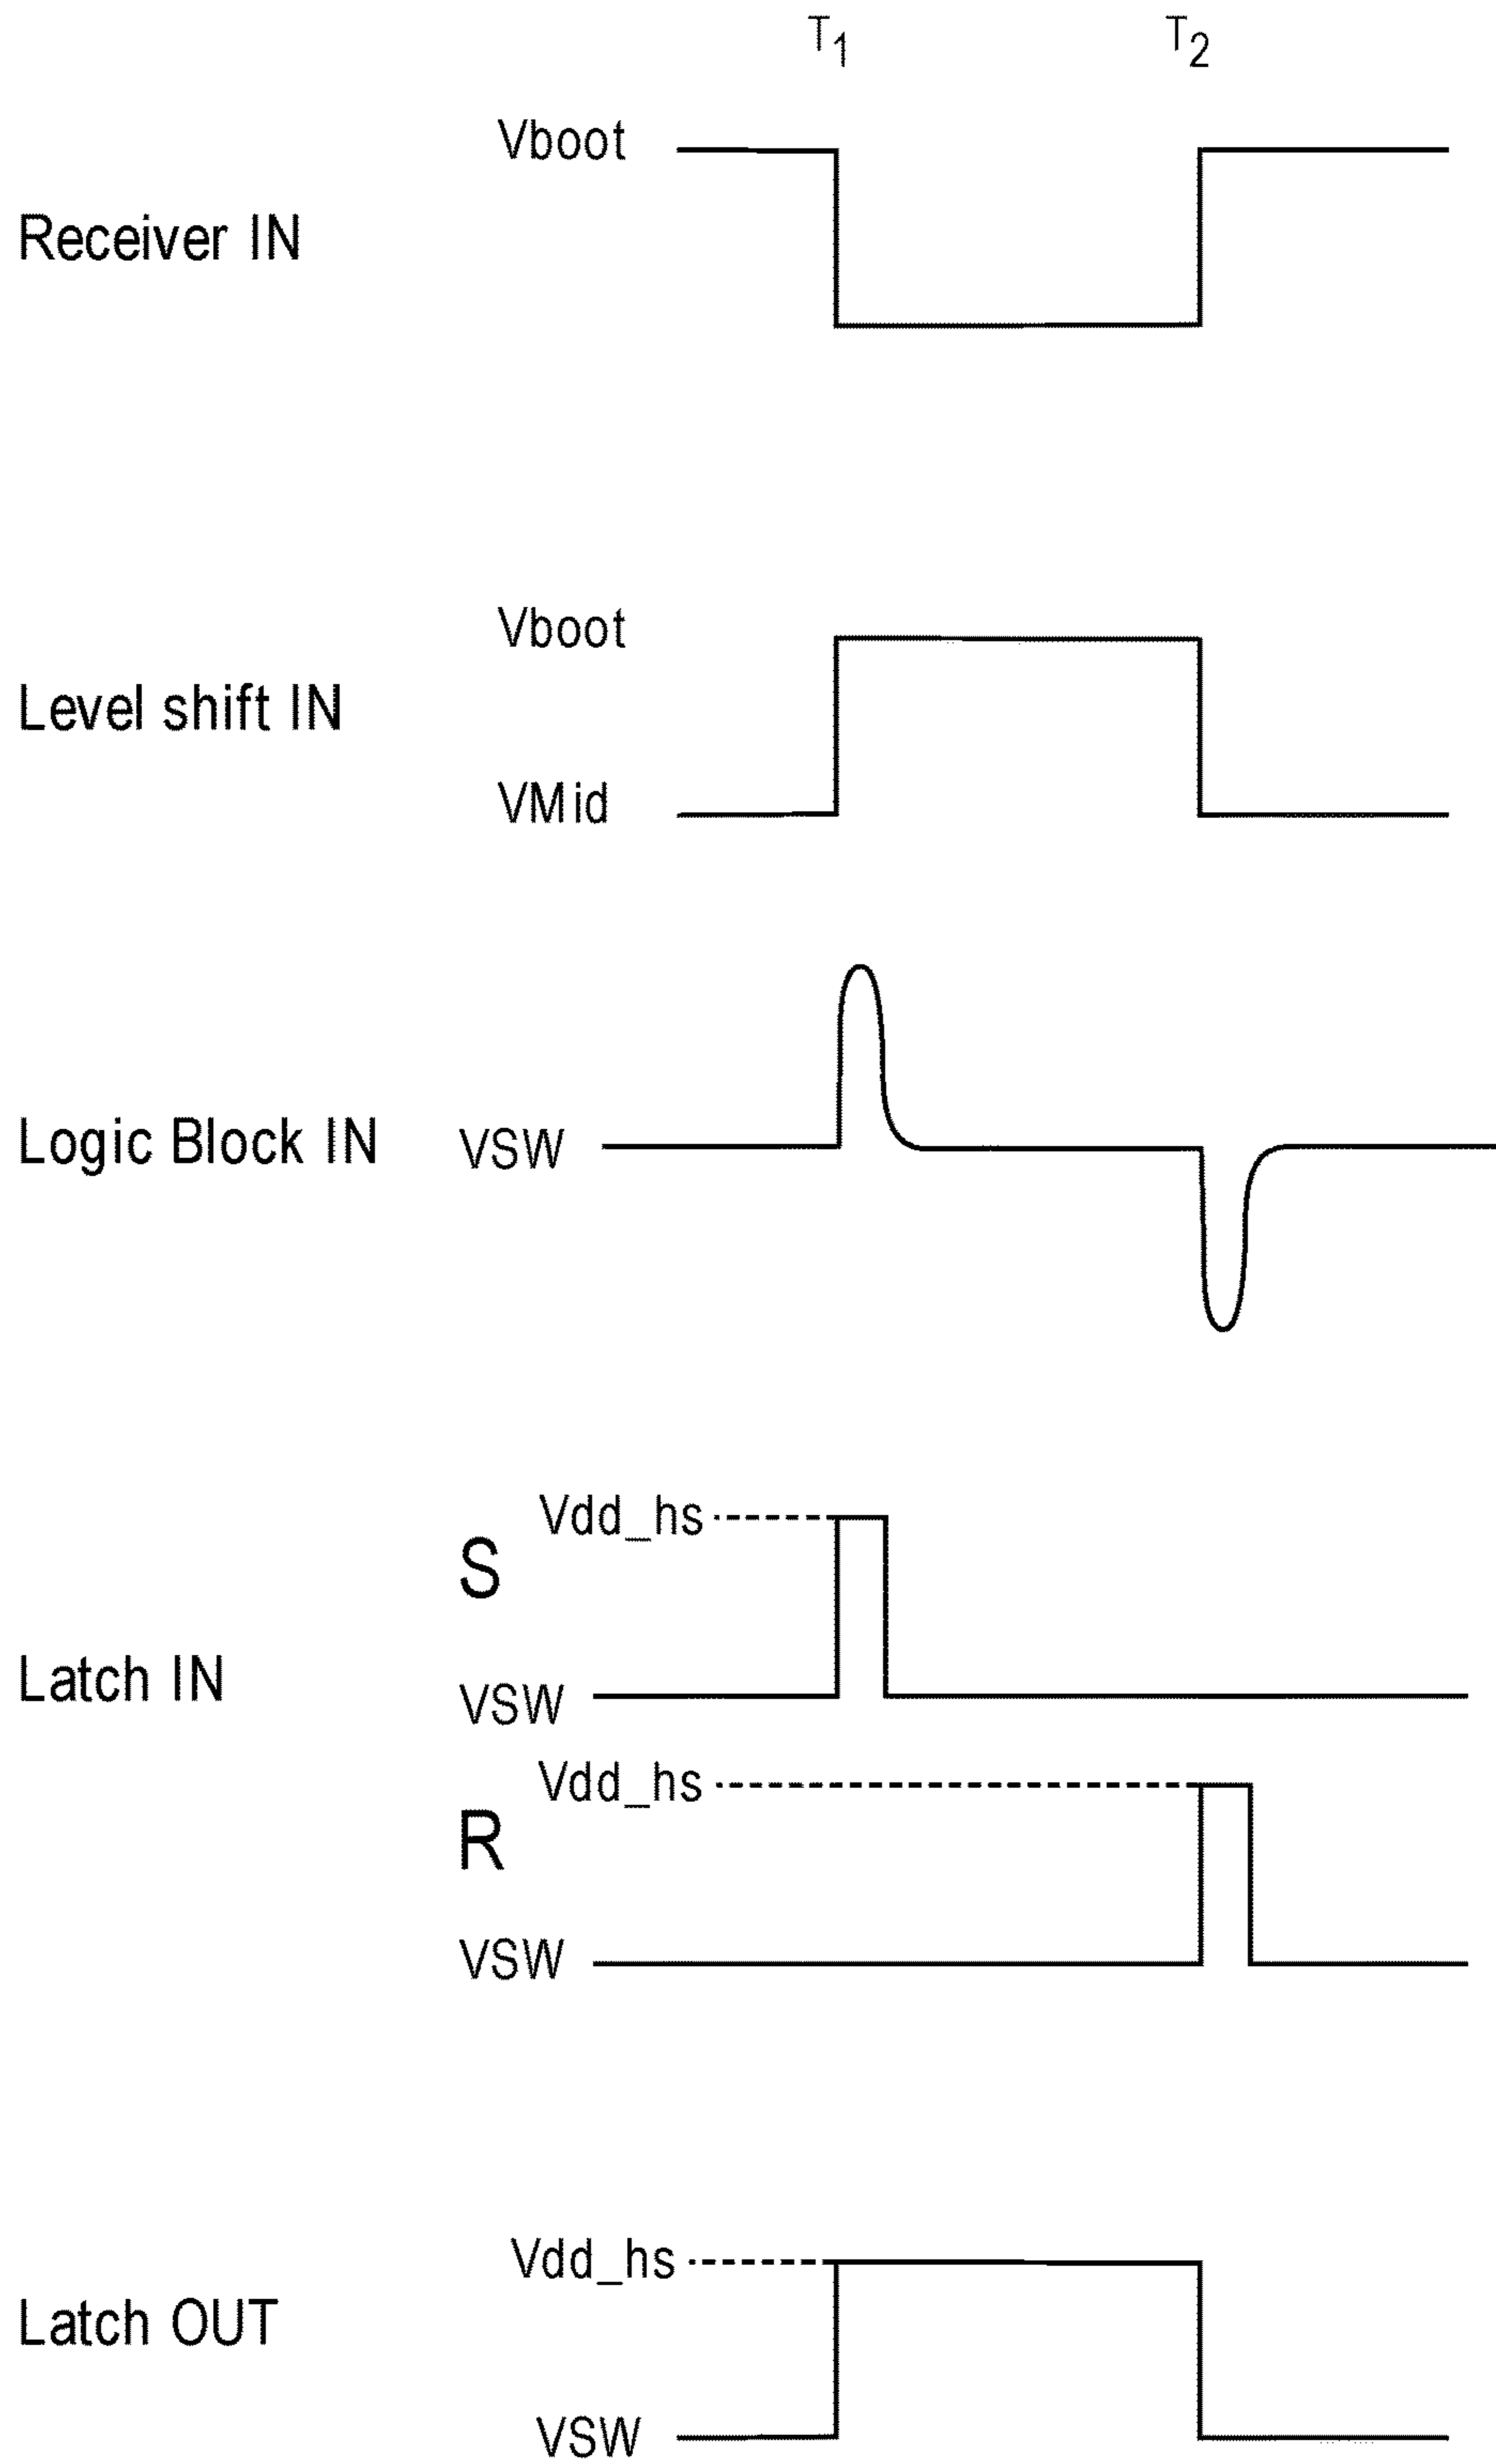 T1 T2
Vboot
Receiver IN
Vboot
Level shift IN
VMid
Logic Block IN VSW
Vdd_hs
S
Latch IN
VSW
Vdd_hs
R
VSW
Vdd_hs
Latch OUT
VSW